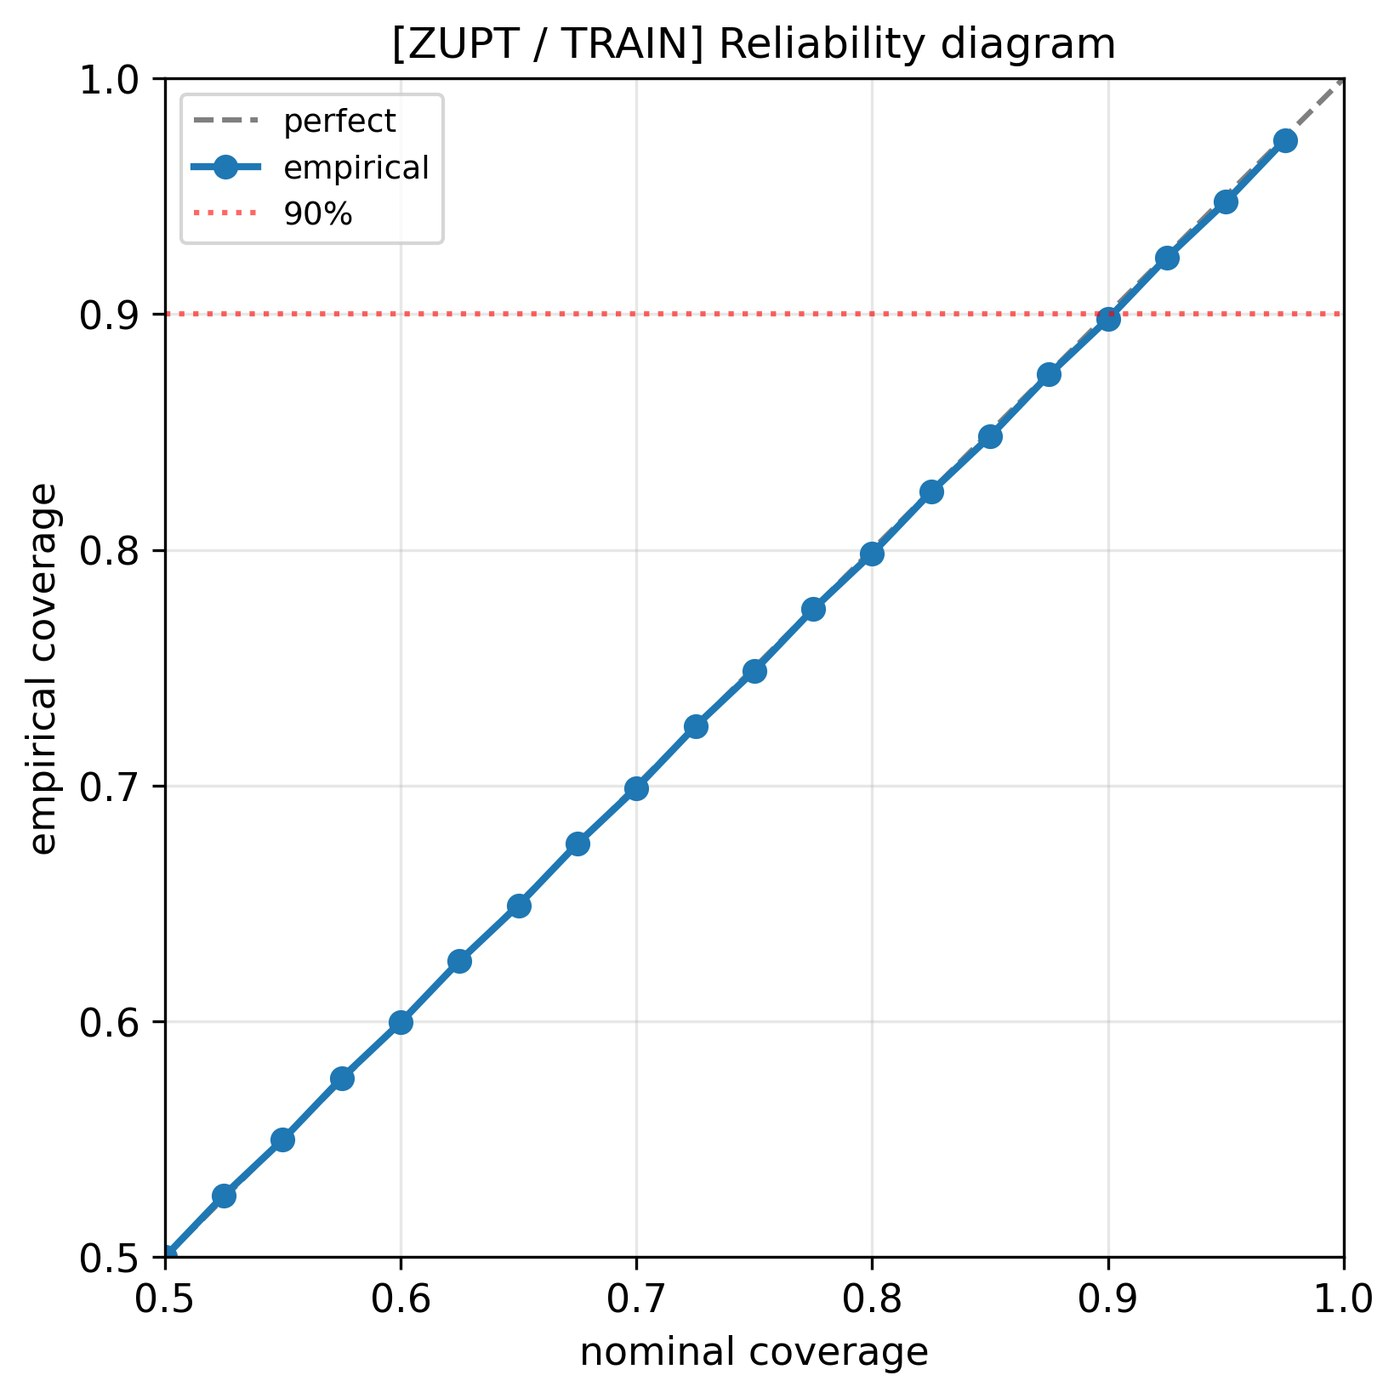 [ZUPT / TRAIN] Reliability diagram
perfect
empirical
90%
1.0
0.9
0.8
0.7
0.6
0.5
empirical coverage
0.5 0.6 0.7 0.8 0.9 1.0
nominal coverage